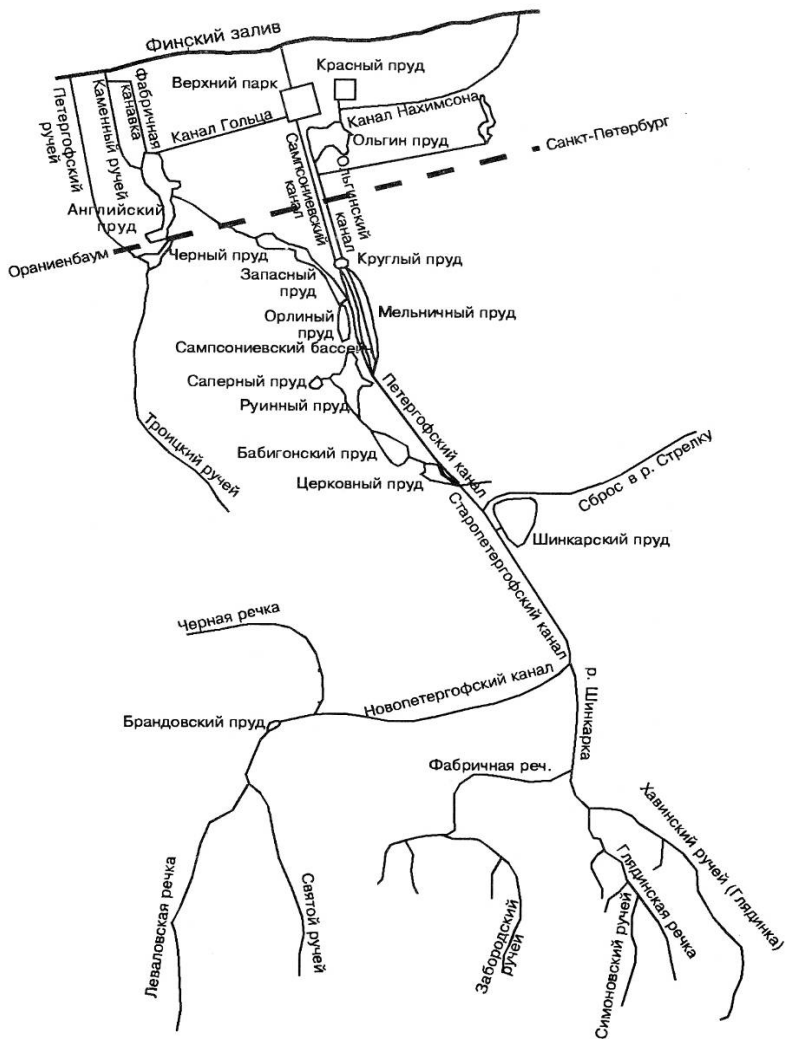 Финский залив
Верхний парк
Красный пруд
Петергофский
ручей
Каменный ручей
Фабричная
канавка
Канал Гольца
Канал Нахимсона
Ольгин пруд
Санкт-Петербург
Сампсониевский
канал
Ольгинский
канал
Английский
пруд
Ораниенбаум
Черный пруд
Круглый пруд
Запасный
пруд
Орлиный
пруд
Мельничный пруд
Сампсониевский бассейн
Саперный пруд
Руинный пруд
Петергофский канал
Троицкий ручей
Бабигонский пруд
Церковный пруд
Сброс в р. Стрелку
Старопетергофский канал
Шинкарский пруд
Черная речка
Новопетергофский канал
р. Шинкарка
Брандовский пруд
Фабричная реч.
Хавинский ручей (Глядинка)
Глядинская речка
Леваловская речка
Святой ручей
Забородский
ручей
Симоновский ручей